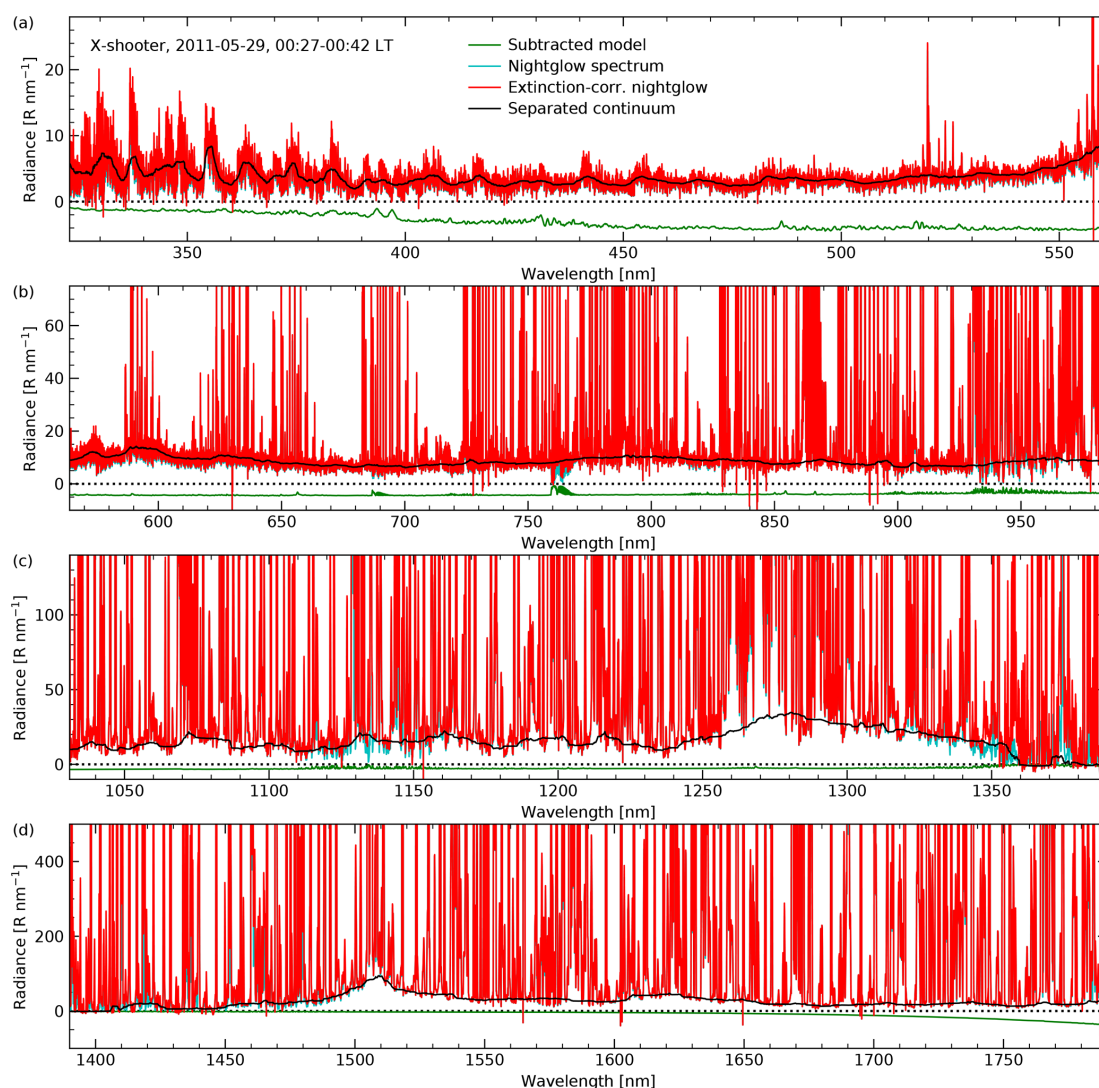 (a)
X-shooter, 2011-05-29, 00:27-00:42 LT
Subtracted model
Nightglow spectrum
Extinction-corr. nightglow
Separated continuum
Radiance [R nm⁻¹]
20
10
0
350 400 450 500 550
Wavelength [nm]
(b)
Radiance [R nm⁻¹]
60
40
20
0
600 650 700 750 800 850 900 950
Wavelength [nm]
(c)
Radiance [R nm⁻¹]
100
50
0
1050 1100 1150 1200 1250 1300 1350
Wavelength [nm]
(d)
Radiance [R nm⁻¹]
400
200
0
1400 1450 1500 1550 1600 1650 1700 1750
Wavelength [nm]